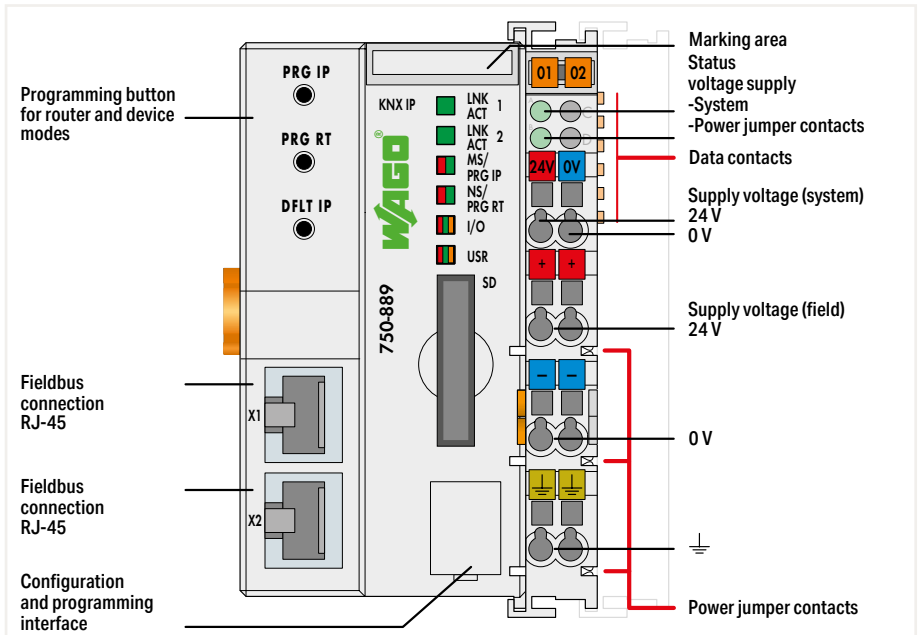 Programming button
for router and device
modes
Fieldbus
connection
RJ-45
Fieldbus
connection
RJ-45
Configuration
and programming
interface
PRG IP
PRG RT
DFLT IP
X1
X2
KNX IP
LNK
ACT 1
LNK
ACT 2
MS/
PRG IP
NS/
PRG RT
I/O
USR
WAGO
®
750-889
SD
01 02
C
D
24V 0V
+ +
− −
Marking area
Status
voltage supply
-System
-Power jumper contacts
Data contacts
Supply voltage (system)
24 V
0 V
Supply voltage (field)
24 V
0 V
Power jumper contacts